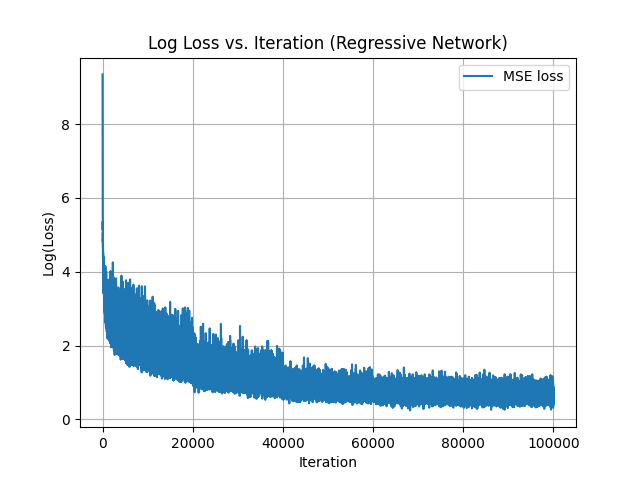 Log Loss vs. Iteration (Regressive Network)
MSE loss
Log(Loss)
8
6
4
2
0
0 20000 40000 60000 80000 100000
Iteration